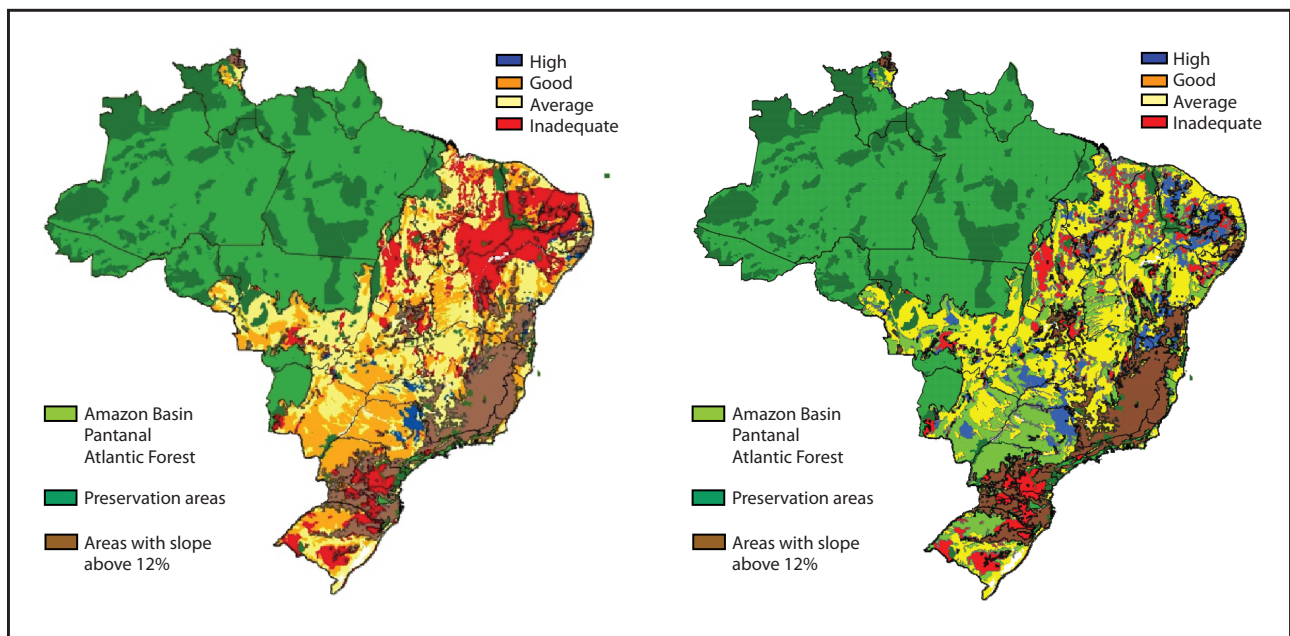 High
Good
Average
Inadequate
Amazon Basin
Pantanal
Atlantic Forest
Preservation areas
Areas with slope
above 12%
High
Good
Average
Inadequate
Amazon Basin
Pantanal
Atlantic Forest
Preservation areas
Areas with slope
above 12%